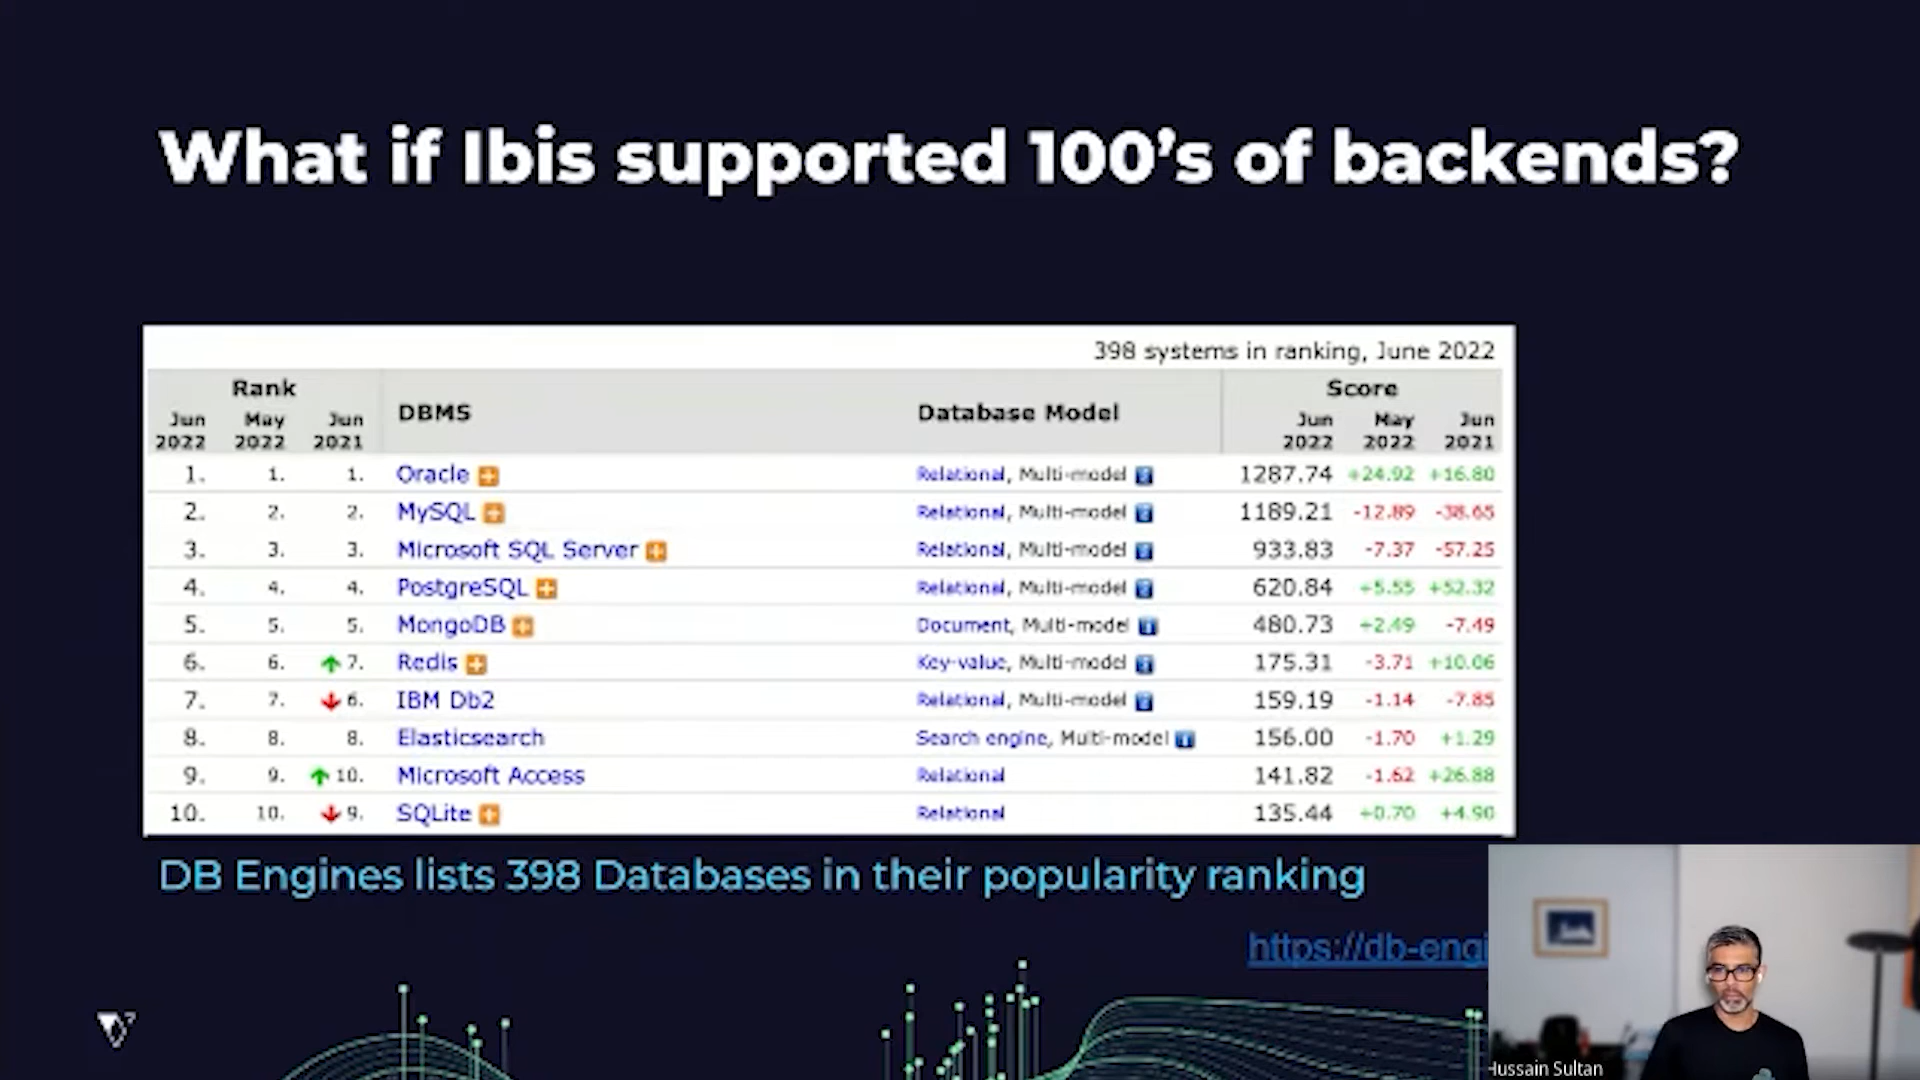 What if Ibis supported 100's of backends?
398 systems in ranking, June 2022
Rank DBMS Database Model Score
Jun 2022 May 2022 Jun 2021 Jun 2022 May 2022 Jun 2021
1. 1. 1. Oracle Relational, Multi-model 1287.74 +24.92 +16.80
2. 2. 2. MySQL Relational, Multi-model 1189.21 -12.89 -38.65
3. 3. 3. Microsoft SQL Server Relational, Multi-model 933.83 -7.37 -57.25
4. 4. 4. PostgreSQL Relational, Multi-model 620.84 +5.55 +52.32
5. 5. 5. MongoDB Document, Multi-model 480.73 +2.49 -7.49
6. 6. 7. Redis Key-value, Multi-model 175.31 -3.71 +10.06
7. 7. 6. IBM Db2 Relational, Multi-model 159.19 -1.14 -7.85
8. 8. 8. Elasticsearch Search engine, Multi-model 156.00 -1.70 +1.29
9. 9. 10. Microsoft Access Relational 141.82 -1.62 +26.88
10. 10. 9. SQLite Relational 135.44 +0.70 +4.90
DB Engines lists 398 Databases in their popularity ranking
https://db-engi
Hussain Sultan